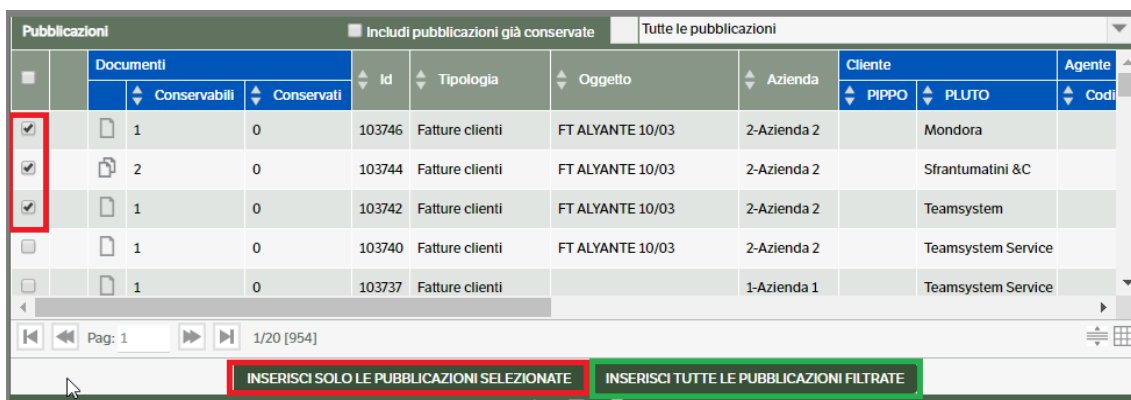 Pubblicazioni Includi pubblicazioni già conservate Tutte le pubblicazioni
Documenti Id Tipologia Oggetto Azienda Cliente Agente
Conservabili Conservati PIPPO PLUTO Codi
1 0 103746 Fatture clienti FT ALYANTE 10/03 2-Azienda 2 Mondora
2 0 103744 Fatture clienti FT ALYANTE 10/03 2-Azienda 2 Sfrantumatini &C
1 0 103742 Fatture clienti FT ALYANTE 10/03 2-Azienda 2 Teamsystem
1 0 103740 Fatture clienti FT ALYANTE 10/03 2-Azienda 2 Teamsystem Service
1 0 103737 Fatture clienti 1-Azienda 1 Teamsystem Service
Pag: 1 1/20 [954]
INSERISCI SOLO LE PUBBLICAZIONI SELEZIONATE INSERISCI TUTTE LE PUBBLICAZIONI FILTRATE